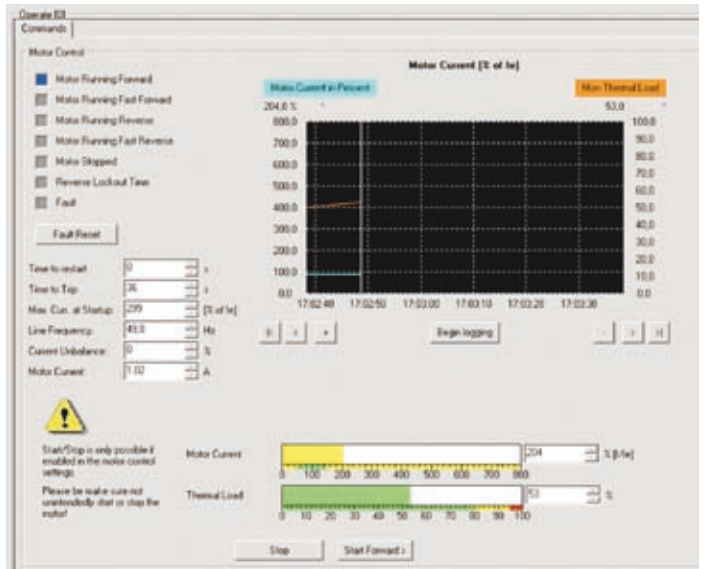 Operate
Commands
Motor Control
Motor Running Forward
Motor Running Fast Forward
Motor Running Reverse
Motor Running Fast Reverse
Motor Stopped
Reverse Lockout Time
Fault
Fault Reset
Time to restart: 0 s
Time to Trip: 36 s
Max. Curr. at Startup: 299 [% of Ie]
Line Frequency: 49,8 Hz
Current Unbalance: 0 %
Motor Current: 1.02 A
Motor Current [% of Ie]
Motor Current in Percent
Mon Thermal Load
204,0 %
53,0
800.0 100.0
700.0 90.0
80.0
600.0 70.0
500.0 60.0
400.0 50.0
300.0 40.0
30.0
200.0 20.0
100.0 10.0
0.0 0.0
17:02:40 17:02:50 17:03:00 17:03:10 17:03:20 17:03:30
K < +
Begin logging
- > >|
Start/Stop is only possible if
enabled in the motor control
settings.
Please be make sure not
unintendedly start or stop the
motor!
Motor Current 204 % [I/Ie]
0 100 200 300 400 500 600 700 800
Thermal Load 53 %
0 10 20 30 40 50 60 70 80 90 100
Stop
Start Forward >